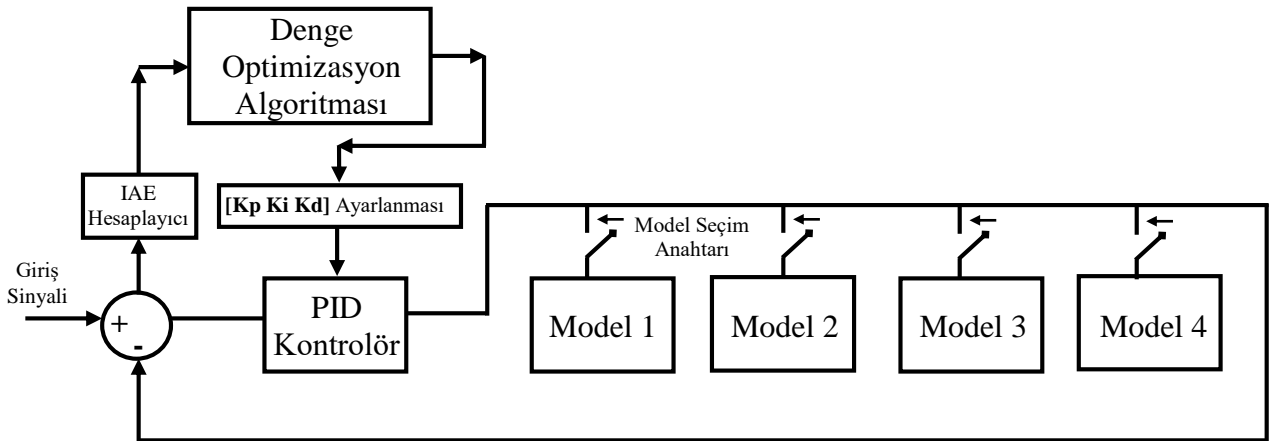 Denge
Optimizasyon
Algoritması
IAE
Hesaplayıcı
[Kp Ki Kd] Ayarlanması
Model Seçim
Anahtarı
Giriş
Sinyali
+
-
PID
Kontrolör
Model 1
Model 2
Model 3
Model 4